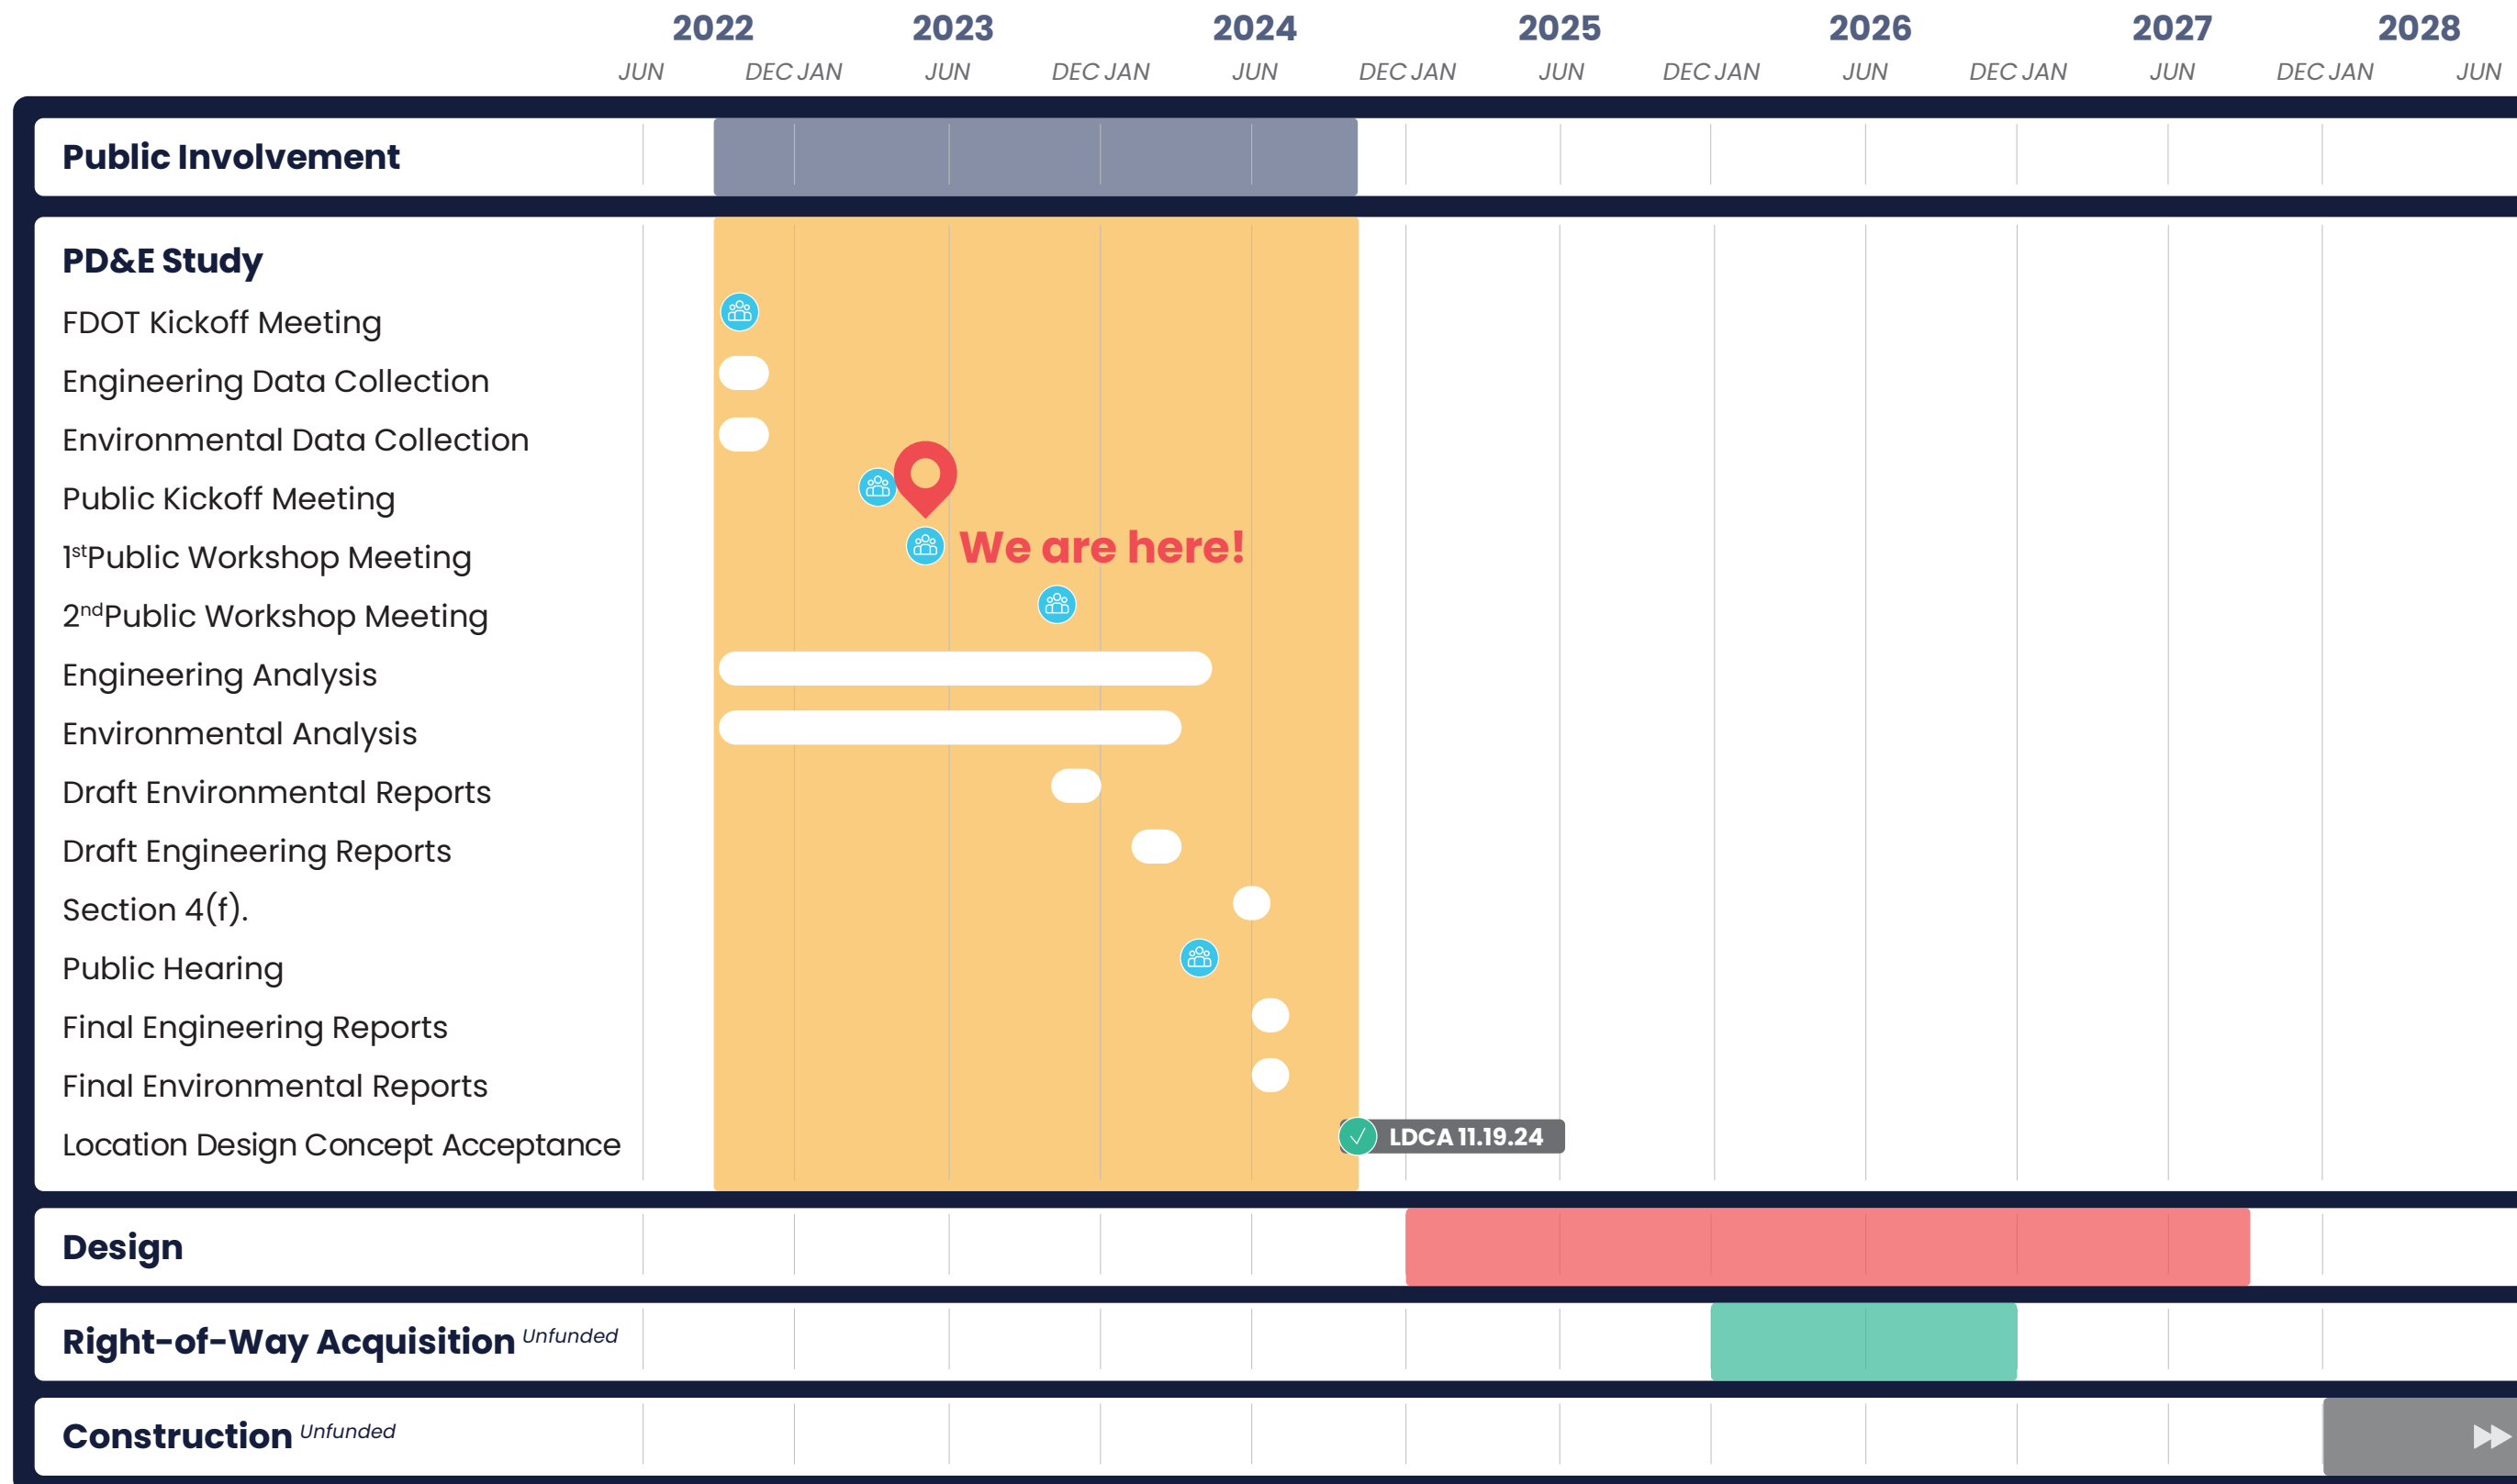 2022 2023 2024 2025 2026 2027 2028
JUN DEC JAN JUN DEC JAN JUN DEC JAN JUN DEC JAN JUN DEC JAN JUN DEC JAN JUN
Public Involvement
PD&E Study
FDOT Kickoff Meeting
Engineering Data Collection
Environmental Data Collection
Public Kickoff Meeting
1stPublic Workshop Meeting
We are here!
2ndPublic Workshop Meeting
Engineering Analysis
Environmental Analysis
Draft Environmental Reports
Draft Engineering Reports
Section 4(f).
Public Hearing
Final Engineering Reports
Final Environmental Reports
Location Design Concept Acceptance
LDCA 11.19.24
Design
Right-of-Way Acquisition Unfunded
Construction Unfunded